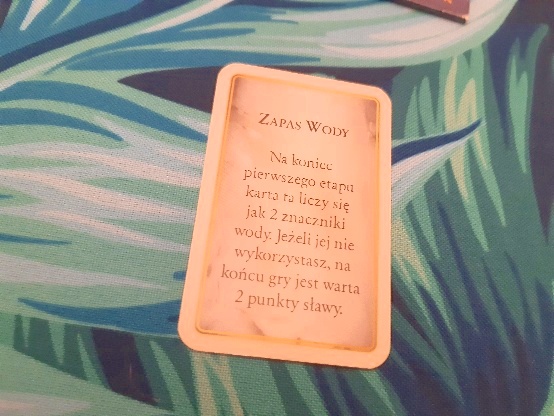 ZAPAS WODY
Na koniec
pierwszego etapu
karta ta liczy się
jak 2 znaczniki
wody. Jeżeli jej nie
wykorzystasz, na
końcu gry jest warta
2 punkty sławy.